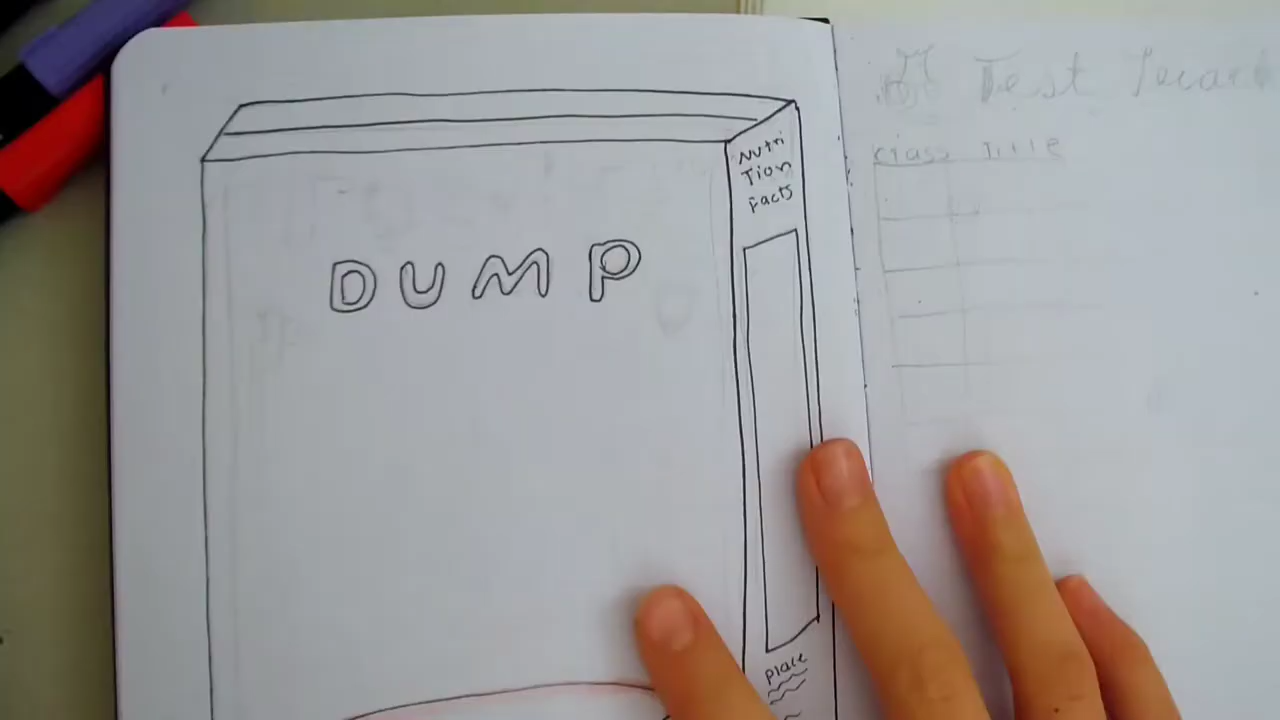 DUMP
Nutri
Tion
Facts
place
Test
Class Title